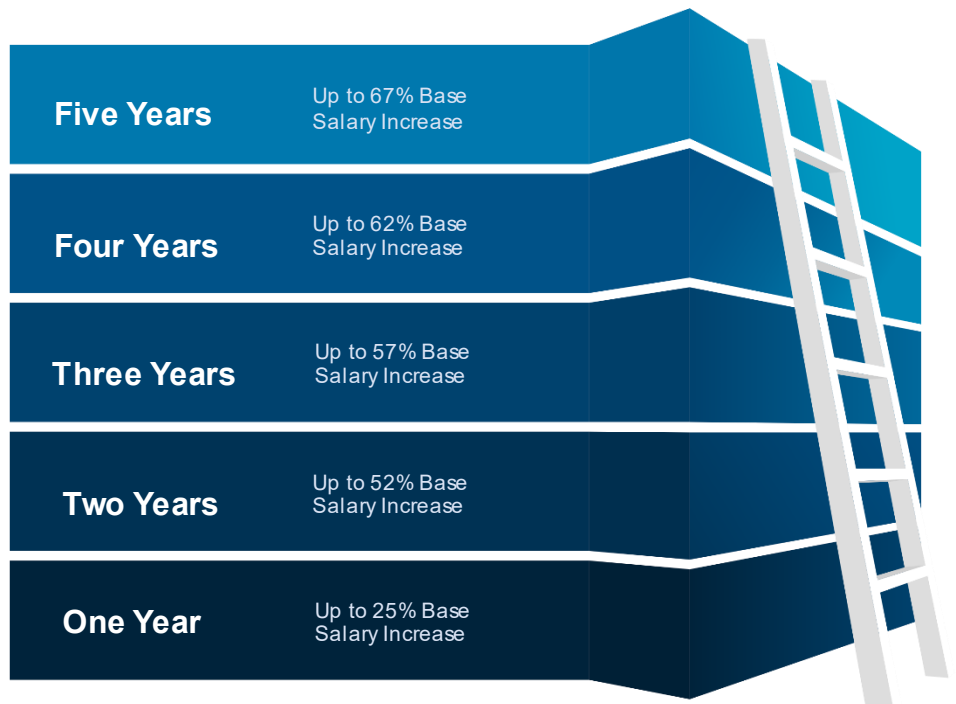 Five Years
Up to 67% Base
Salary Increase
Four Years
Up to 62% Base
Salary Increase
Three Years
Up to 57% Base
Salary Increase
Two Years
Up to 52% Base
Salary Increase
One Year
Up to 25% Base
Salary Increase